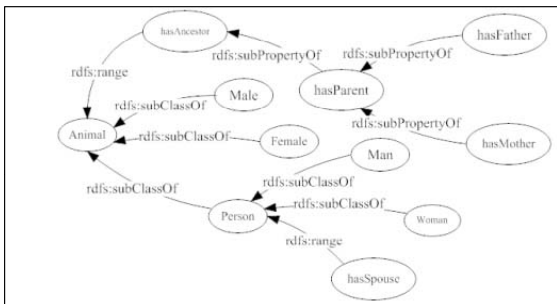 hasAncestor
hasFather
rdfs:subPropertyOf
rdfs:subPropertyOf
rdfs:range
hasParent
Male
rdfs:subClassOf
Animal
rdfs:subClassOf
Female
rdfs:subPropertyOf
hasMother
Man
rdfs:subClassOf
rdfs:subClassOf
rdfs:subClassOf
Person
Woman
rdfs:range
hasSpouse